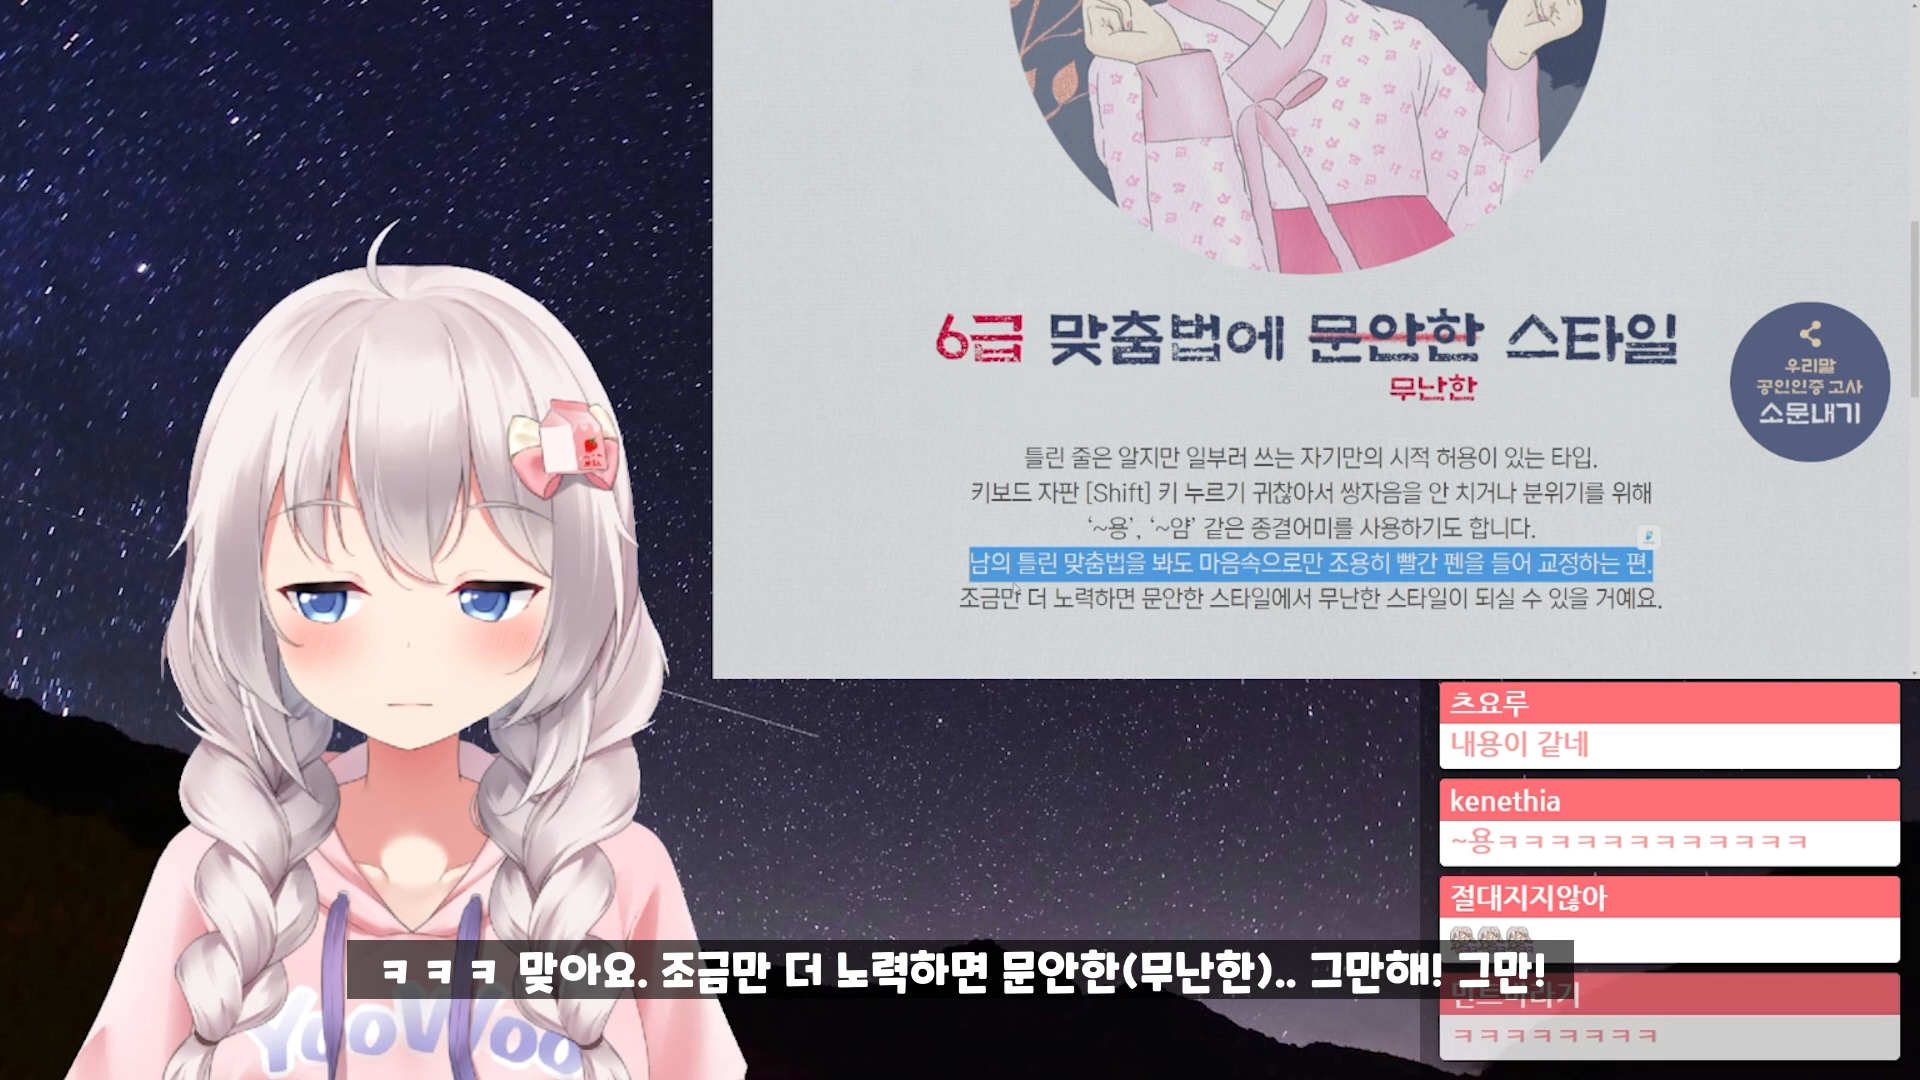 6급 맞춤법에 문안한 스타일
무난한
틀린 줄은 알지만 일부러 쓰는 자기만의 시적 허용이 있는 타입.
키보드 자판 [Shift] 키 누르기 귀찮아서 쌍자음을 안 치거나 분위기를 위해
‘~용’, ‘~얌’ 같은 종결어미를 사용하기도 합니다.
남의 틀린 맞춤법을 봐도 마음속으로만 조용히 빨간 펜을 들어 교정하는 편.
조금만 더 노력하면 문안한 스타일에서 무난한 스타일이 되실 수 있을 거예요.
우리말
공인인증 고사
소문내기
츠요루
내용이 같네
kenethia
~용ㅋㅋㅋㅋㅋㅋㅋㅋㅋㅋㅋㅋ
절대지지않아
ㅋㅋㅋ 맞아요. 조금만 더 노력하면 문안한(무난한).. 그만해! 그만!
민트바라기
ㅋㅋㅋㅋㅋㅋㅋㅋ
YooWoo